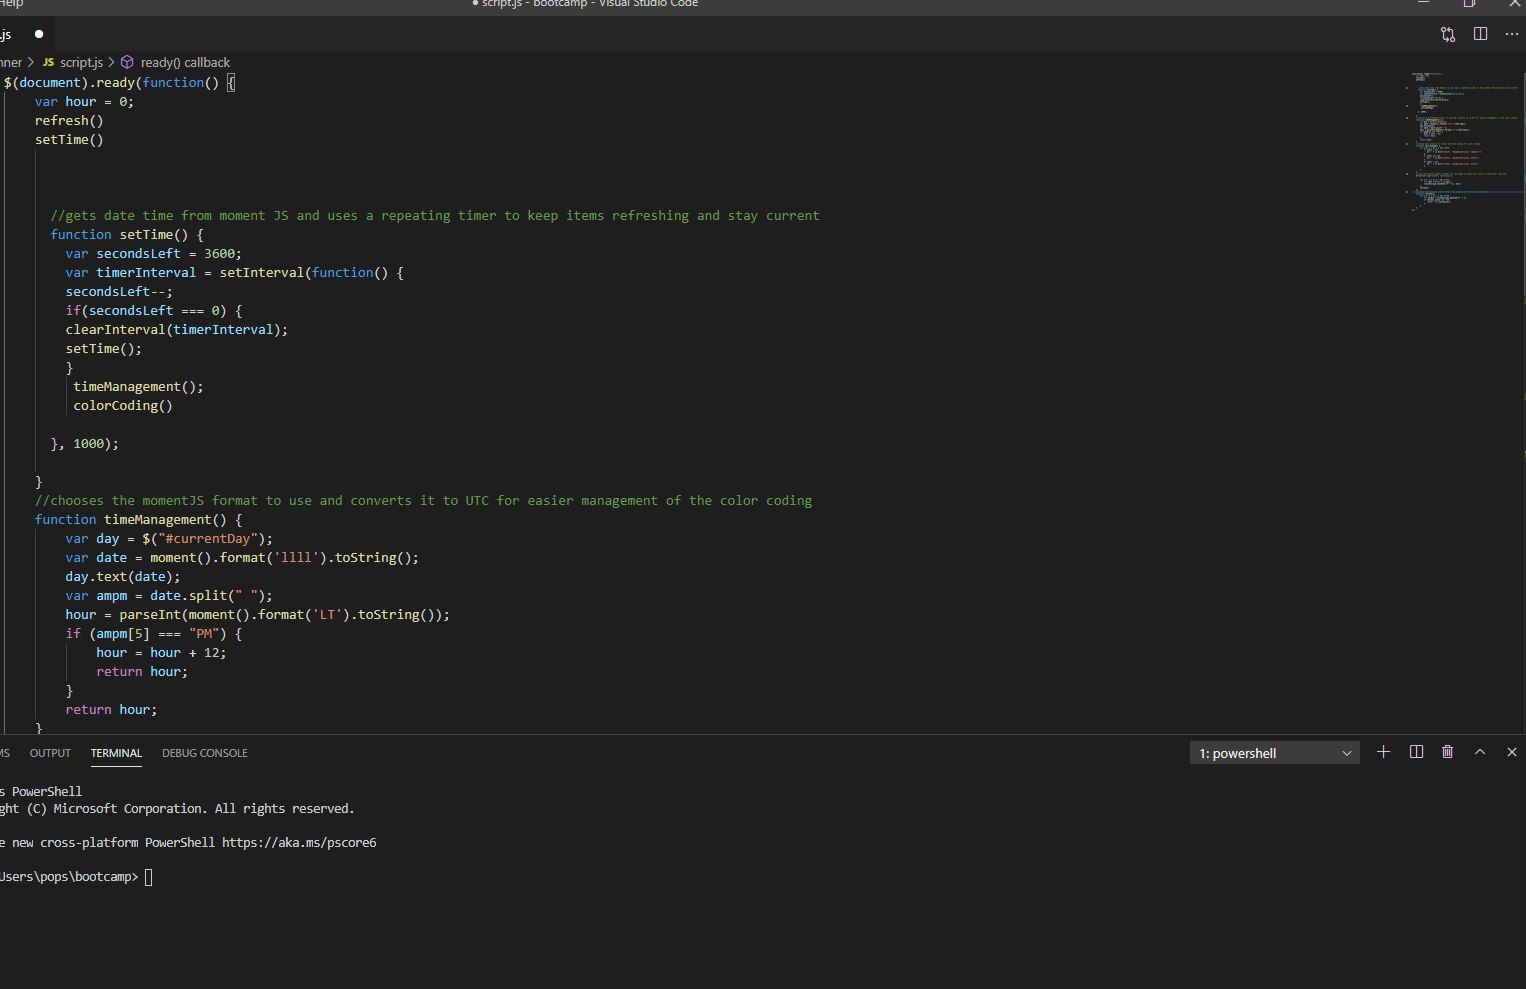 Help
● script.js - bootcamp - Visual Studio Code
.js ●
nner > JS script.js > ready() callback
$(document).ready(function() {
var hour = 0;
refresh()
setTime()
//gets date time from moment JS and uses a repeating timer to keep items refreshing and stay current
function setTime() {
var secondsLeft = 3600;
var timerInterval = setInterval(function() {
secondsLeft--;
if(secondsLeft === 0) {
clearInterval(timerInterval);
setTime();
}
timeManagement();
colorCoding()
}, 1000);
}
//chooses the momentJS format to use and converts it to UTC for easier management of the color coding
function timeManagement() {
var day = $("#currentDay");
var date = moment().format('llll').toString();
day.text(date);
var ampm = date.split(" ");
hour = parseInt(moment().format('LT').toString());
if (ampm[5] === "PM") {
hour = hour + 12;
return hour;
}
return hour;
}
MS OUTPUT TERMINAL DEBUG CONSOLE 1: powershell
s PowerShell
ght (C) Microsoft Corporation. All rights reserved.
e new cross-platform PowerShell https://aka.ms/pscore6
Users\pops\bootcamp>